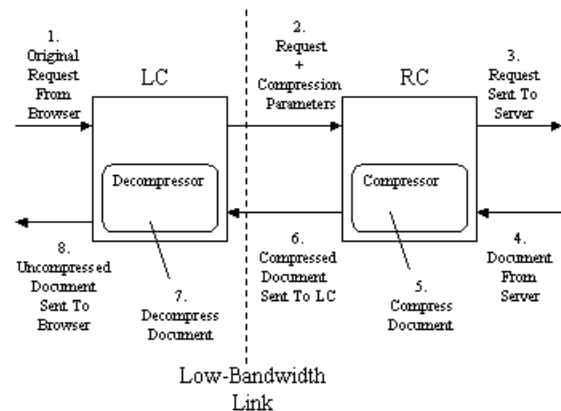 1.
Original
Request
From
Browser
LC
2.
Request
+
Compression
Parameters
RC
3.
Request
Sent To
Server
Decompressor
Compressor
8.
Uncompressed
Document
Sent To
Browser
7.
Decompress
Document
6.
Compressed
Document
Sent To LC
5.
Compress
Document
4.
Document
From
Server
Low-Bandwidth
Link